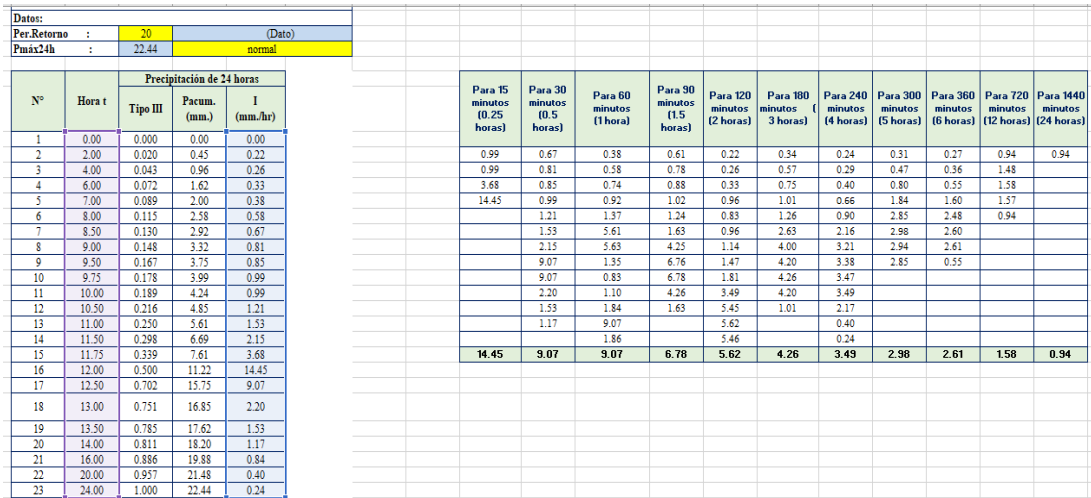 Datos:
Per.Retorno : 20 (Dato)
Pmáx24h : 22.44 normal
Precipitación de 24 horas
N° Hora t Tipo III Pacum. (mm.) I (mm./hr)
1 0.00 0.000 0.00 0.00
2 2.00 0.020 0.45 0.22
3 4.00 0.043 0.96 0.26
4 6.00 0.072 1.62 0.33
5 7.00 0.089 2.00 0.38
6 8.00 0.115 2.58 0.58
7 8.50 0.130 2.92 0.67
8 9.00 0.148 3.32 0.81
9 9.50 0.167 3.75 0.85
10 9.75 0.178 3.99 0.99
11 10.00 0.189 4.24 0.99
12 10.50 0.216 4.85 1.21
13 11.00 0.250 5.61 1.53
14 11.50 0.298 6.69 2.15
15 11.75 0.339 7.61 3.68
16 12.00 0.500 11.22 14.45
17 12.50 0.702 15.75 9.07
18 13.00 0.751 16.85 2.20
19 13.50 0.785 17.62 1.53
20 14.00 0.811 18.20 1.17
21 16.00 0.886 19.88 0.84
22 20.00 0.957 21.48 0.40
23 24.00 1.000 22.44 0.24
Para 15 minutos (0.25 horas) Para 30 minutos (0.5 horas) Para 60 minutos (1 hora) Para 90 minutos (1.5 horas) Para 120 minutos (2 horas) Para 180 minutos ( 3 horas) Para 240 minutos (4 horas) Para 300 minutos (5 horas) Para 360 minutos (6 horas) Para 720 minutos (12 horas) Para 1440 minutos (24 horas)
0.99 0.67 0.38 0.61 0.22 0.34 0.24 0.31 0.27 0.94 0.94
0.99 0.81 0.58 0.78 0.26 0.57 0.29 0.47 0.36 1.48
3.68 0.85 0.74 0.88 0.33 0.75 0.40 0.80 0.55 1.58
14.45 0.99 0.92 1.02 0.96 1.01 0.66 1.84 1.60 1.57
1.21 1.37 1.24 0.83 1.26 0.90 2.85 2.48 0.94
1.53 5.61 1.63 0.96 2.63 2.16 2.98 2.60
2.15 5.63 4.25 1.14 4.00 3.21 2.94 2.61
9.07 1.35 6.76 1.47 4.20 3.38 2.85 0.55
9.07 0.83 6.78 1.81 4.26 3.47
2.20 1.10 4.26 3.49 4.20 3.49
1.53 1.84 1.63 5.45 1.01 2.17
1.17 9.07 5.62 0.40
1.86 5.46 0.24
14.45 9.07 9.07 6.78 5.62 4.26 3.49 2.98 2.61 1.58 0.94